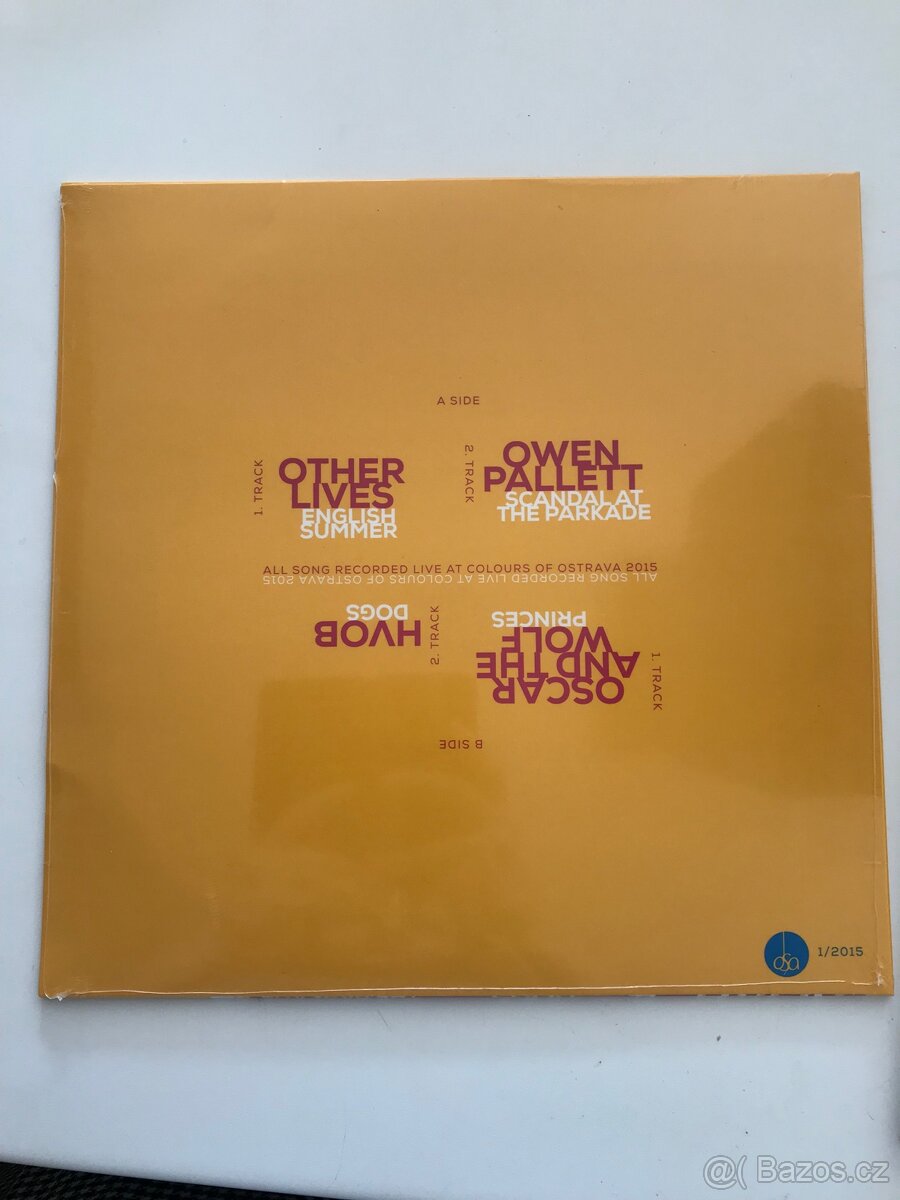 A SIDE
1. TRACK
OTHER
LIVES
ENGLISH
SUMMER
2. TRACK
OWEN
PALLETT
SCANDAL AT
THE PARKADE
ALL SONG RECORDED LIVE AT COLOURS OF OSTRAVA 2015
ALL SONG RECORDED LIVE AT COLOURS OF OSTRAVA 2015
B SIDE
1. TRACK
OSCAR
AND THE
WOLF
PRINCES
2. TRACK
HVOB
DOGS
osa
1/2015
@( Bazos.cz